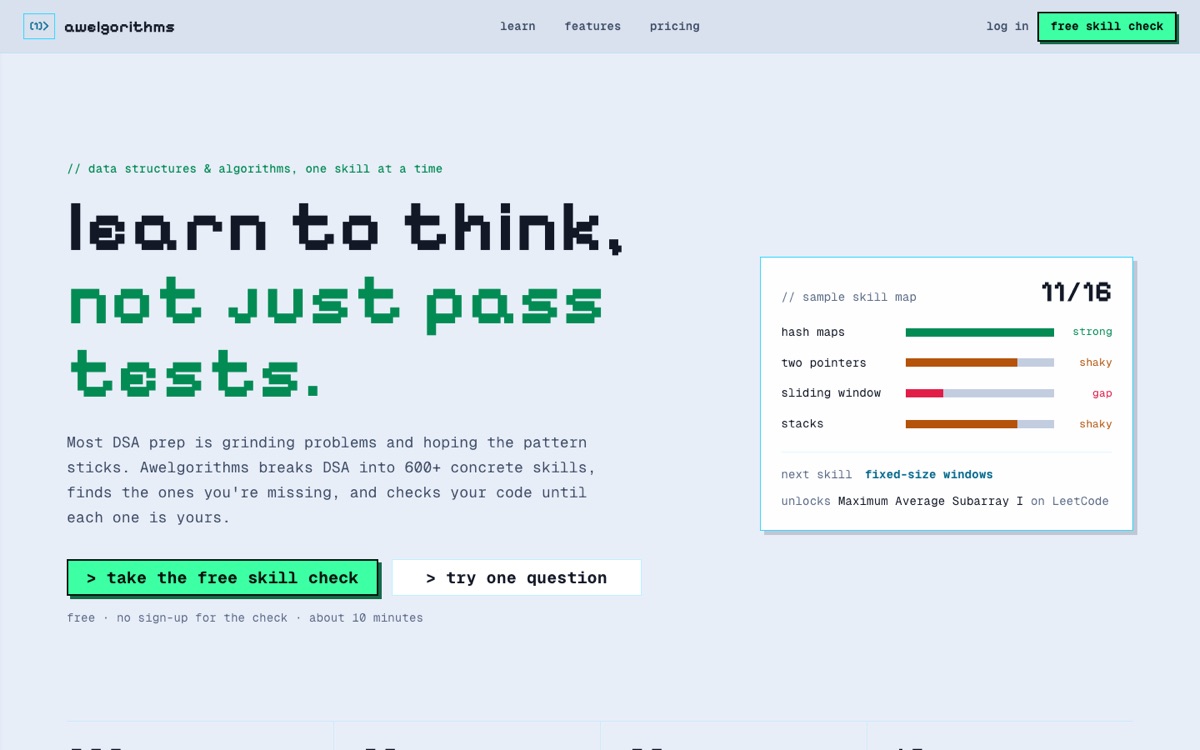 (1)>
awelgorithms
learn
features
pricing
log in
free skill check
// data structures & algorithms, one skill at a time
learn to think,
not just pass
tests.
Most DSA prep is grinding problems and hoping the pattern
sticks. Awelgorithms breaks DSA into 600+ concrete skills,
finds the ones you're missing, and checks your code until
each one is yours.
> take the free skill check
> try one question
free · no sign-up for the check · about 10 minutes
// sample skill map
11/16
hash maps
strong
two pointers
shaky
sliding window
gap
stacks
shaky
next skill fixed-size windows
unlocks Maximum Average Subarray I on LeetCode